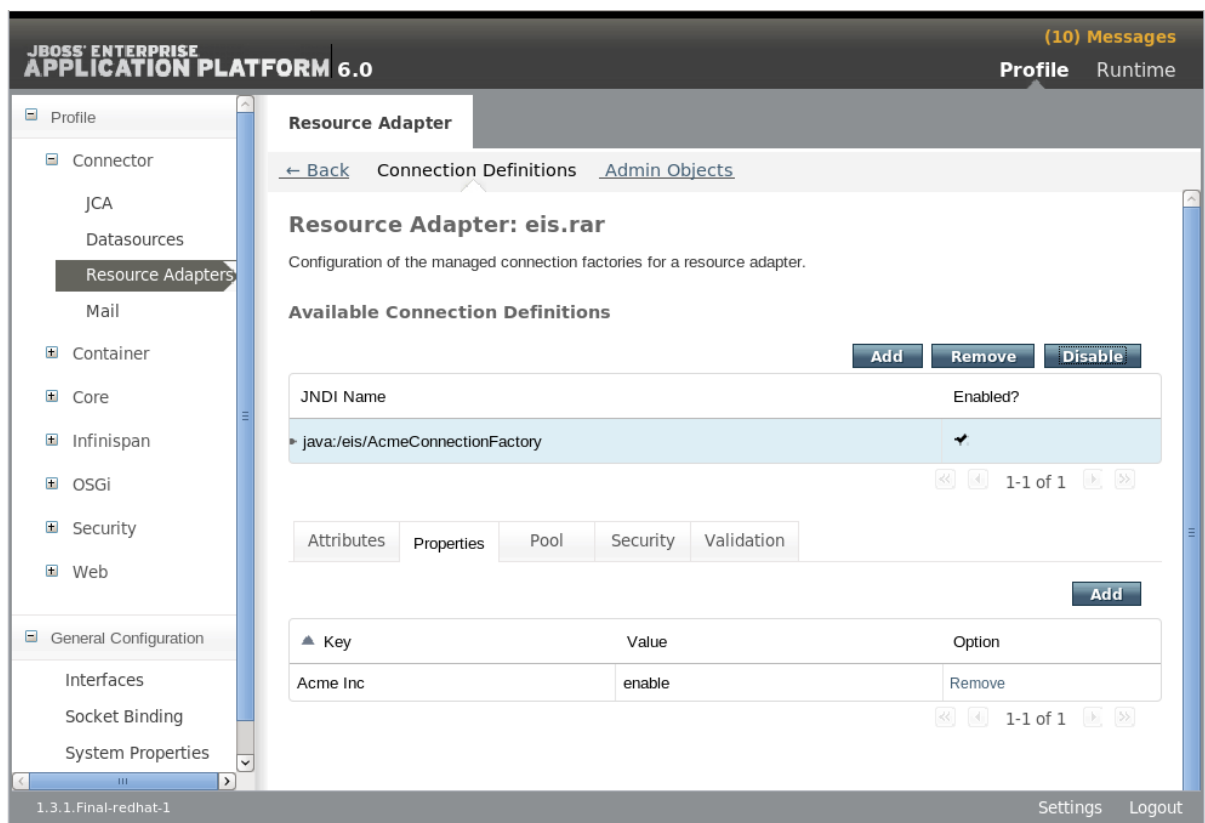 (10) Messages
JBOSS' ENTERPRISE
APPLICATION PLATFORM 6.0
Profile Runtime
Profile
Connector
JCA
Datasources
Resource Adapters
Mail
Container
Core
Infinispan
OSGi
Security
Web
General Configuration
Interfaces
Socket Binding
System Properties
Resource Adapter
← Back Connection Definitions Admin Objects
Resource Adapter: eis.rar
Configuration of the managed connection factories for a resource adapter.
Available Connection Definitions
Add Remove Disable
JNDI Name Enabled?
java:/eis/AcmeConnectionFactory
1-1 of 1
Attributes Properties Pool Security Validation
Add
Key Value Option
Acme Inc enable Remove
1-1 of 1
1.3.1.Final-redhat-1
Settings Logout